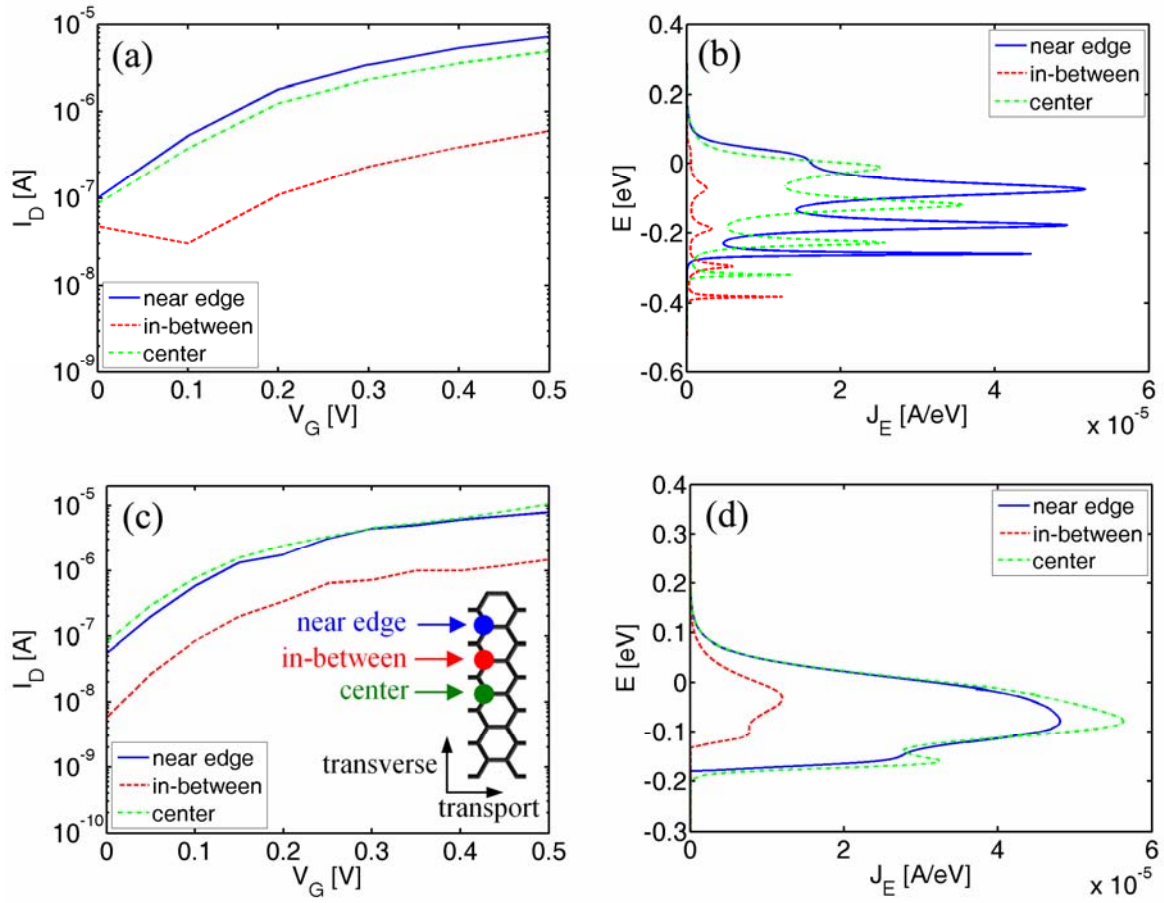 (a)
10^-5
10^-6
10^-7
10^-8
10^-9
I_D [A]
near edge
in-between
center
0 0.1 0.2 0.3 0.4 0.5
V_G [V]
(b)
near edge
in-between
center
0.4
0.2
0
-0.2
-0.4
-0.6
E [eV]
0 2 4 6
J_E [A/eV]
x 10^-5
(c)
10^-5
10^-6
10^-7
10^-8
10^-9
10^-10
I_D [A]
near edge
in-between
center
transverse
transport
near edge
in-between
center
0 0.1 0.2 0.3 0.4 0.5
V_G [V]
(d)
near edge
in-between
center
0.4
0.3
0.2
0.1
0
-0.1
-0.2
-0.3
E [eV]
0 2 4 6
J_E [A/eV]
x 10^-5